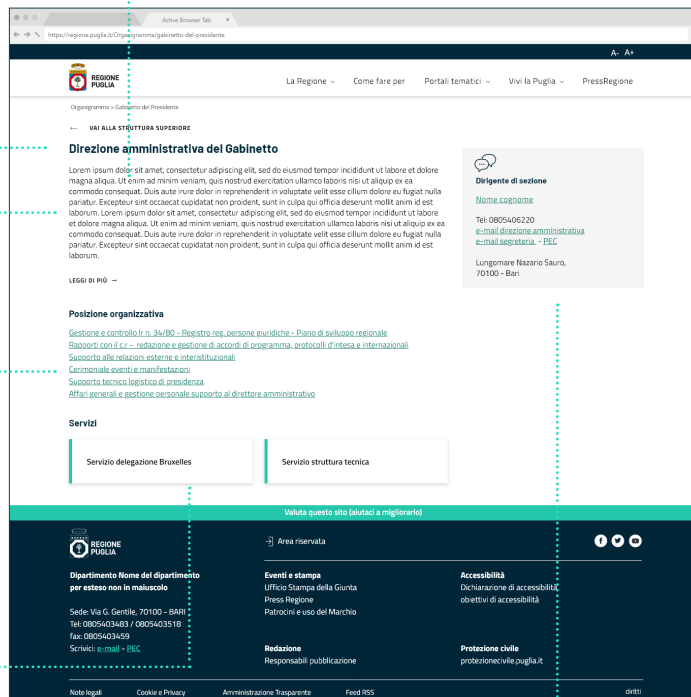 Active Browser Tab ×
https://regione.puglia.it/Organigramma/gabinetto-del-presidente
A- A+
REGIONE
PUGLIA
La Regione Come fare per Portali tematici Vivi la Puglia PressRegione
Organigramma > Gabinetto del Presidente
← VAI ALLA STRUTTURA SUPERIORE
Direzione amministrativa del Gabinetto
Lorem ipsum dolor sit amet, consectetur adipiscing elit, sed do eiusmod tempor incididunt ut labore et dolore
magna aliqua. Ut enim ad minim veniam, quis nostrud exercitation ullamco laboris nisi ut aliquip ex ea
commodo consequat. Duis aute irure dolor in reprehenderit in voluptate velit esse cillum dolore eu fugiat nulla
pariatur. Excepteur sint occaecat cupidatat non proident, sunt in culpa qui officia deserunt mollit anim id est
laborum. Lorem ipsum dolor sit amet, consectetur adipiscing elit, sed do eiusmod tempor incididunt ut labore
et dolore magna aliqua. Ut enim ad minim veniam, quis nostrud exercitation ullamco laboris nisi ut aliquip ex ea
commodo consequat. Duis aute irure dolor in reprehenderit in voluptate velit esse cillum dolore eu fugiat nulla
pariatur. Excepteur sint occaecat cupidatat non proident, sunt in culpa qui officia deserunt mollit anim id est
laborum.
LEGGI DI PIÙ →
Dirigente di sezione
Nome cognome
Tel: 0805406220
e-mail direzione amministrativa
e-mail segreteria - PEC
Lungomare Nazario Sauro,
70100 - Bari
Posizione organizzativa
Gestione e controllo lr n. 34/80 - Registro reg. persone giuridiche - Piano di sviluppo regionale
Rapporti con il c.r - redazione e gestione di accordi di programma, protocolli d'intesa e internazionali
Supporto alle relazioni esterne e interistituzionali
Cerimoniale eventi e manifestazioni
Supporto tecnico logistico di presidenza
Affari generali e gestione personale supporto al direttore amministrativo
Servizi
Servizio delegazione Bruxelles
Servizio struttura tecnica
Valuta questo sito (aiutaci a migliorarlo)
REGIONE
PUGLIA
Area riservata
Dipartimento Nome del dipartimento
per esteso non in maiuscolo
Sede: Via G. Gentile, 70100 - BARI
Tel: 0805403483 / 0805403518
fax: 0805403459
Scrivici: e-mail - PEC
Eventi e stampa
Ufficio Stampa della Giunta
Press Regione
Patrocini e uso del Marchio
Redazione
Responsabili pubblicazione
Accessibilità
Dichiarazione di accessibilità
obiettivi di accessibilità
Protezione civile
protezionecivile.puglia.it
Note legali Cookie e Privacy Amministrazione Trasparente Feed RSS diritti